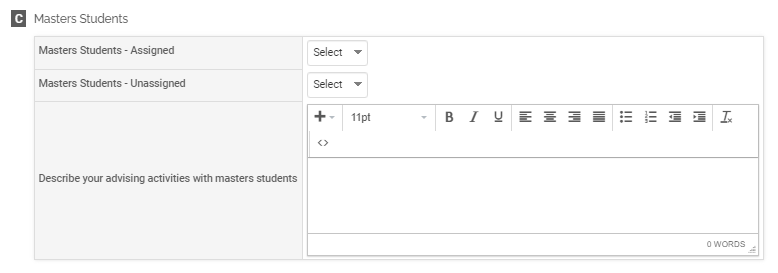 C Masters Students
Masters Students - Assigned Select
Masters Students - Unassigned Select
11pt B I U
Describe your advising activities with masters students
0 WORDS